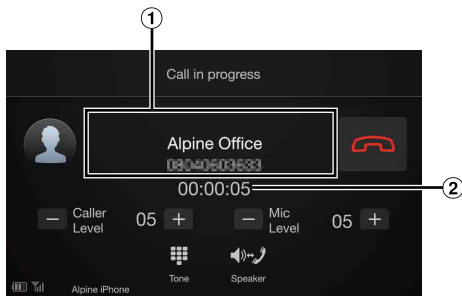 1
Call in progress
Alpine Office
00:00:05
2
− Caller Level 05 + − Mic Level 05 +
Tone Speaker
Alpine iPhone